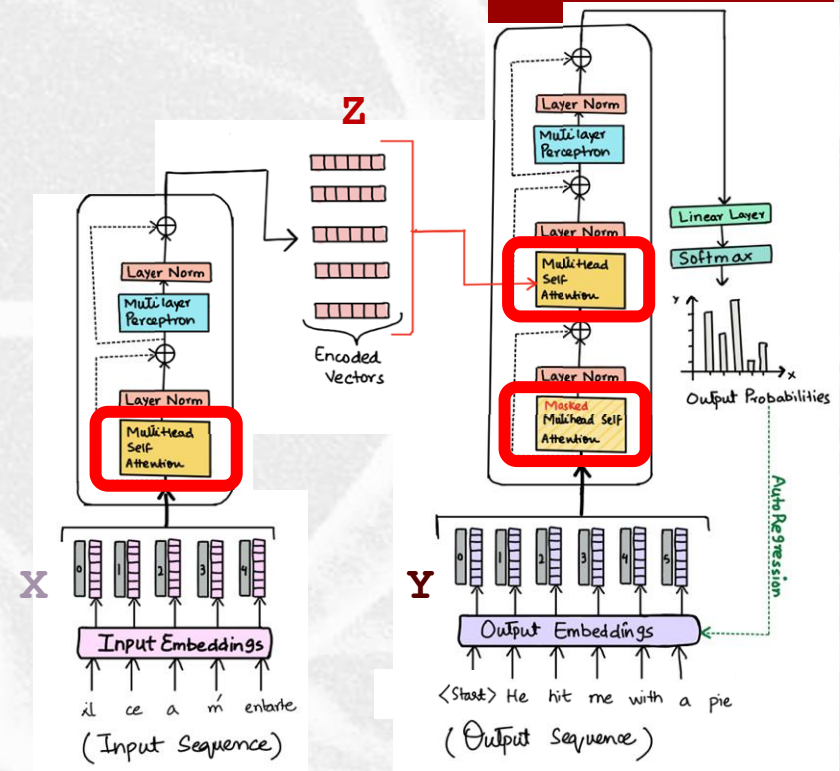 Z
Layer Norm
Multilayer
Perceptron
Layer Norm
MultiHead
Self
Attention
Layer Norm
Masked
Mulihead Self
Attention
Linear Layer
Softmax
Y
X
Output Probabilities
AutoRegression
Encoded
Vectors
Layer Norm
Multilayer
Perceptron
Layer Norm
MultiHead
Self
Attention
X
0 1 2 3 4
Input Embeddings
il ce a m' entarte
(Input Sequence)
Y
0 1 2 3 4 5
Output Embeddings
<Start> He hit me with a pie
(Output Sequence)